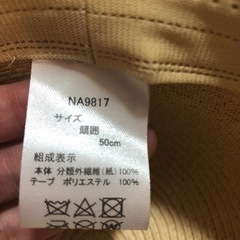 NA9817
サイズ
頭囲
50cm
組成表示
本体 分類外繊維(紙)100%
テープ ポリエステル 100%